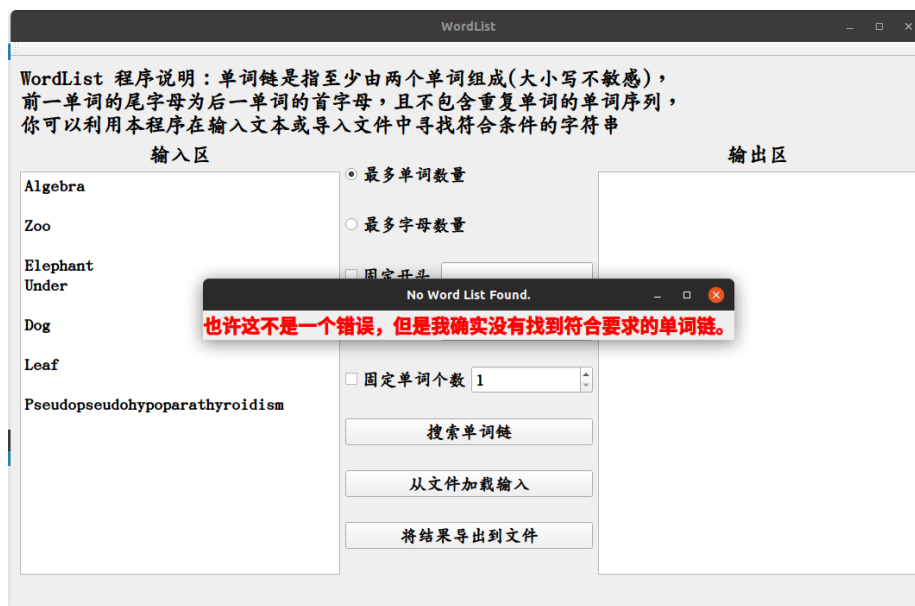 WordList
WordList 程序说明：单词链是指至少由两个单词组成(大小写不敏感)，
前一单词的尾字母为后一单词的首字母，且不包含重复单词的单词序列，
你可以利用本程序在输入文本或导入文件中寻找符合条件的字符串
输入区
输出区
Algebra
Zoo
Elephant
Under
Dog
Leaf
Pseudopseudohypoparathyroidism
最多单词数量
最多字母数量
固定开头
No Word List Found.
也许这不是一个错误，但是我确实没有找到符合要求的单词链。
固定单词个数 1
搜索单词链
从文件加载输入
将结果导出到文件